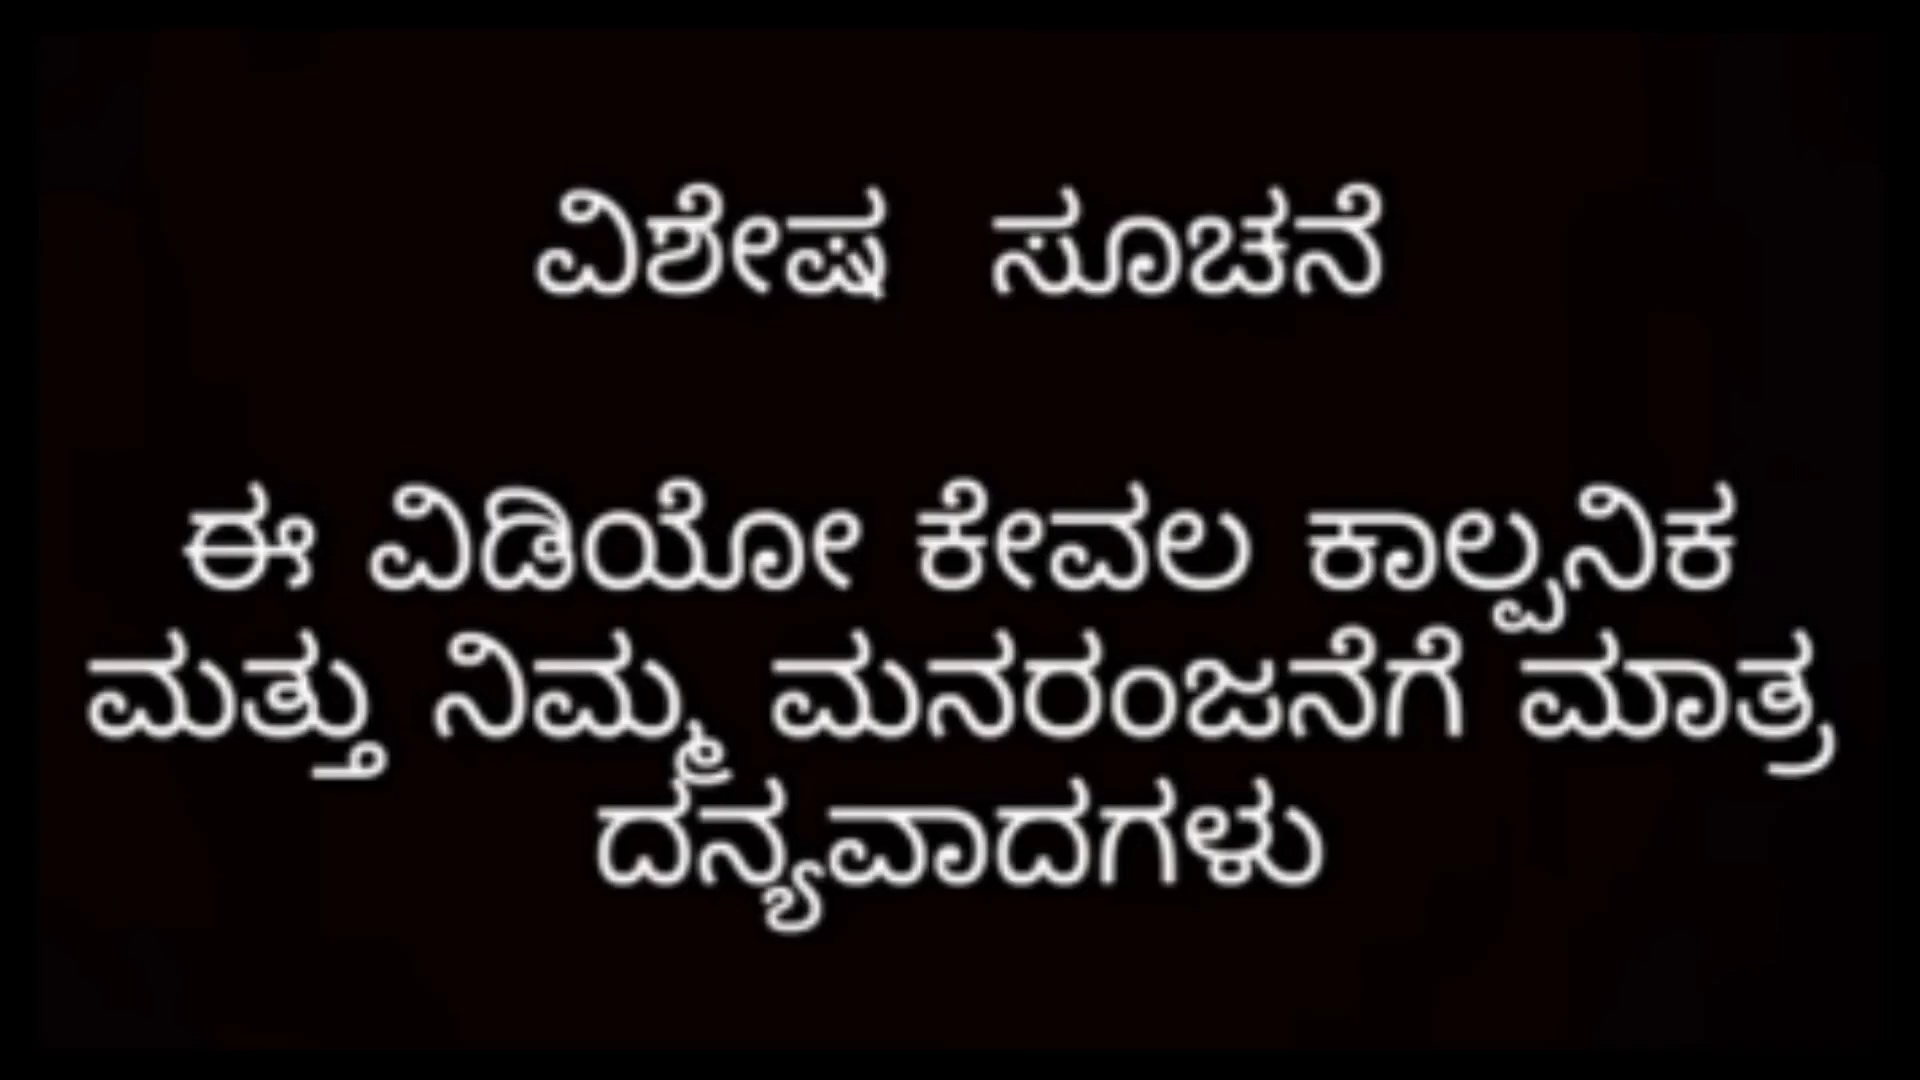 ವಿಶೇಷ ಸೂಚನೆ
ಈ ವಿಡಿಯೋ ಕೇವಲ ಕಾಲ್ಪನಿಕ
ಮತ್ತು ನಿಮ್ಮ ಮನರಂಜನೆಗೆ ಮಾತ್ರ
ದನ್ಯವಾದಗಳು